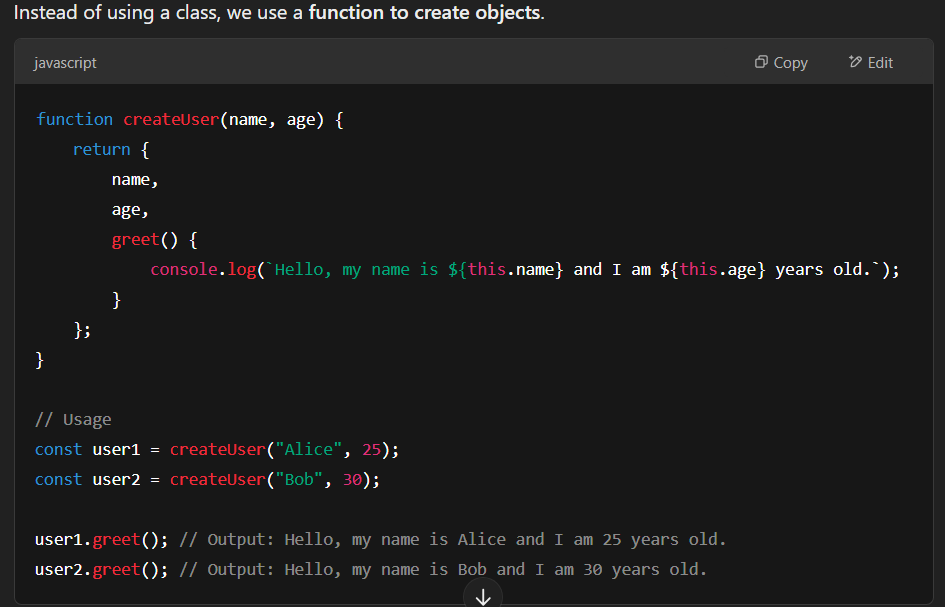 Instead of using a class, we use a function to create objects.
javascript
Copy
Edit
function createUser(name, age) {
    return {
        name,
        age,
        greet() {
            console.log(`Hello, my name is ${this.name} and I am ${this.age} years old.`);
        }
    };
}
// Usage
const user1 = createUser("Alice", 25);
const user2 = createUser("Bob", 30);
user1.greet(); // Output: Hello, my name is Alice and I am 25 years old.
user2.greet(); // Output: Hello, my name is Bob and I am 30 years old.